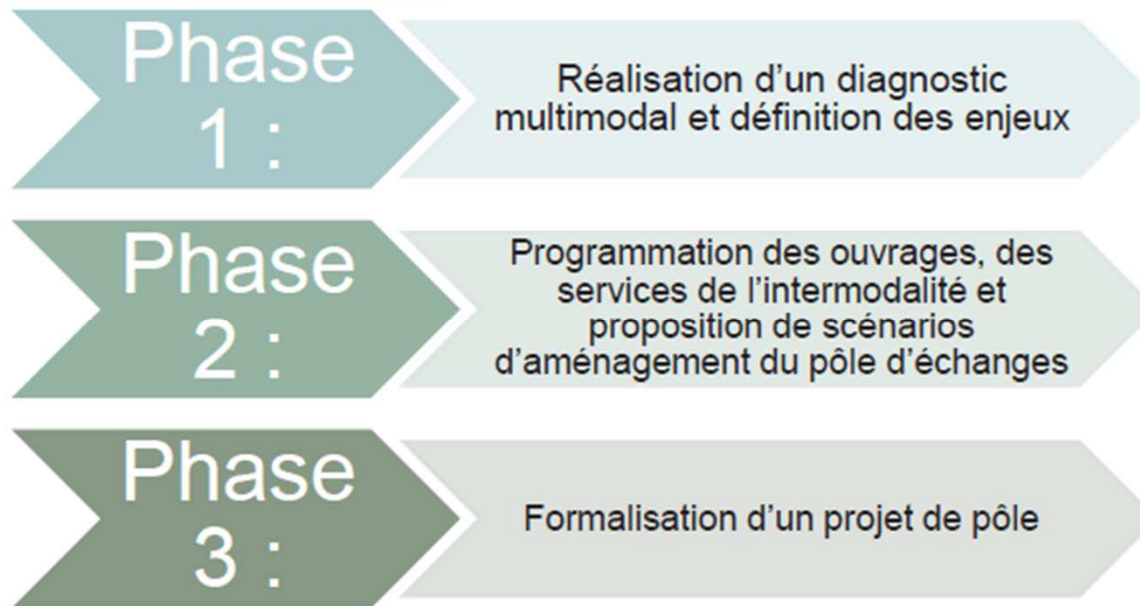 Phase
1 :
Réalisation d’un diagnostic
multimodal et définition des enjeux
Phase
2 :
Programmation des ouvrages, des
services de l’intermodalité et
proposition de scénarios
d’aménagement du pôle d’échanges
Phase
3 :
Formalisation d’un projet de pôle